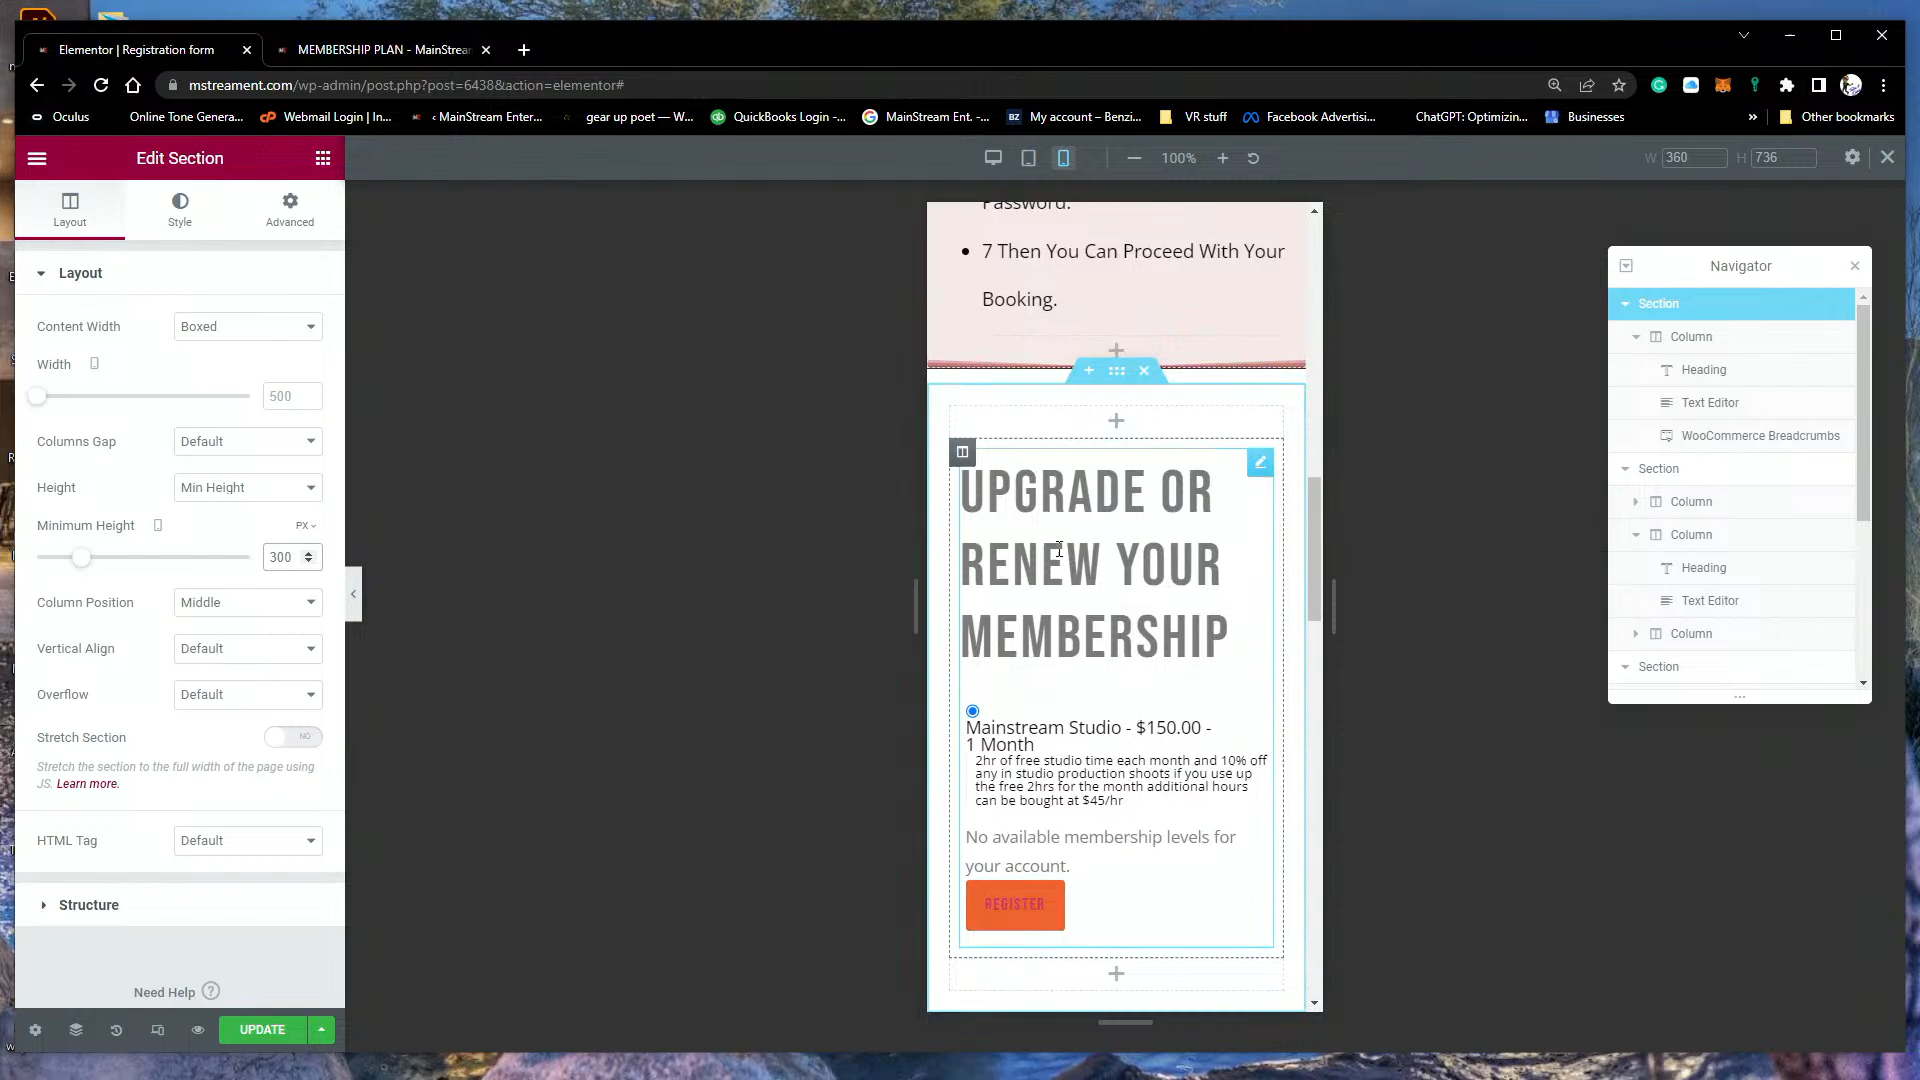 Elementor | Registration form
MEMBERSHIP PLAN - MainStrea
mstreament.com/wp-admin/post.php?post=6438&action=elementor#
Oculus
Online Tone Genera...
Webmail Login | In...
‹ MainStream Enter...
gear up poet — W...
QuickBooks Login -...
MainStream Ent. -...
My account – Benzi...
VR stuff
Facebook Advertisi...
ChatGPT: Optimizin...
Businesses
»
Other bookmarks
Edit Section
100%
W 360
H 736
Layout
Style
Advanced
Layout
Content Width
Boxed
Width
500
Columns Gap
Default
Height
Min Height
Minimum Height
PX
300
Column Position
Middle
Vertical Align
Default
Overflow
Default
Stretch Section
NO
Stretch the section to the full width of the page using
JS. Learn more.
HTML Tag
Default
Structure
Need Help
UPDATE
Password.
7 Then You Can Proceed With Your
Booking.
UPGRADE OR
RENEW YOUR
MEMBERSHIP
Mainstream Studio - $150.00 -
1 Month
2hr of free studio time each month and 10% off
any in studio production shoots if you use up
the free 2hrs for the month additional hours
can be bought at $45/hr
No available membership levels for
your account.
REGISTER
Navigator
Section
Column
Heading
Text Editor
WooCommerce Breadcrumbs
Section
Column
Column
Heading
Text Editor
Column
Section